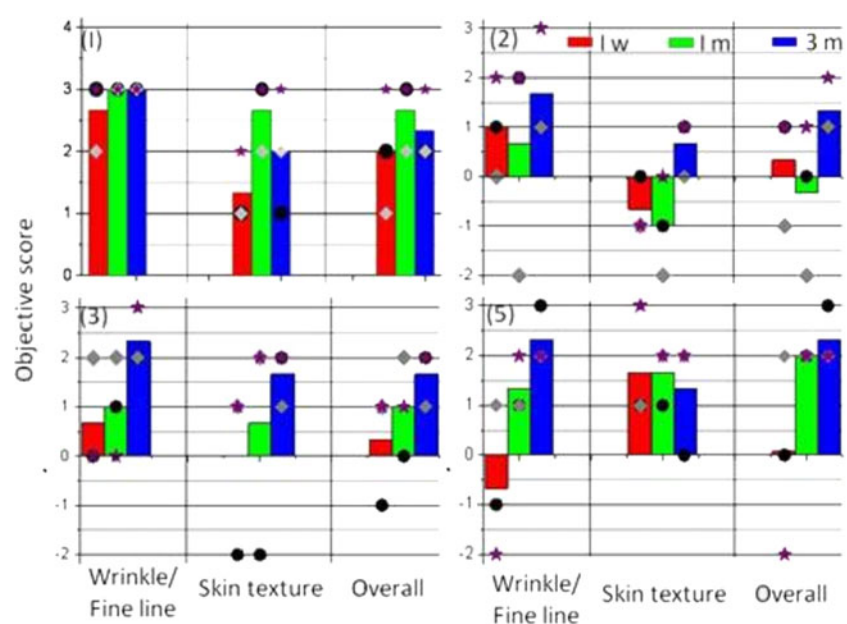 Objective score
(1)
4
3
2
1
0
(2)
1 w
1 m
3 m
3
2
1
0
-1
-2
(3)
3
2
1
0
-1
-2
Wrinkle/
Fine line
Skin texture
Overall
(5)
3
2
1
0
-1
-2
Wrinkle/
Fine line
Skin texture
Overall